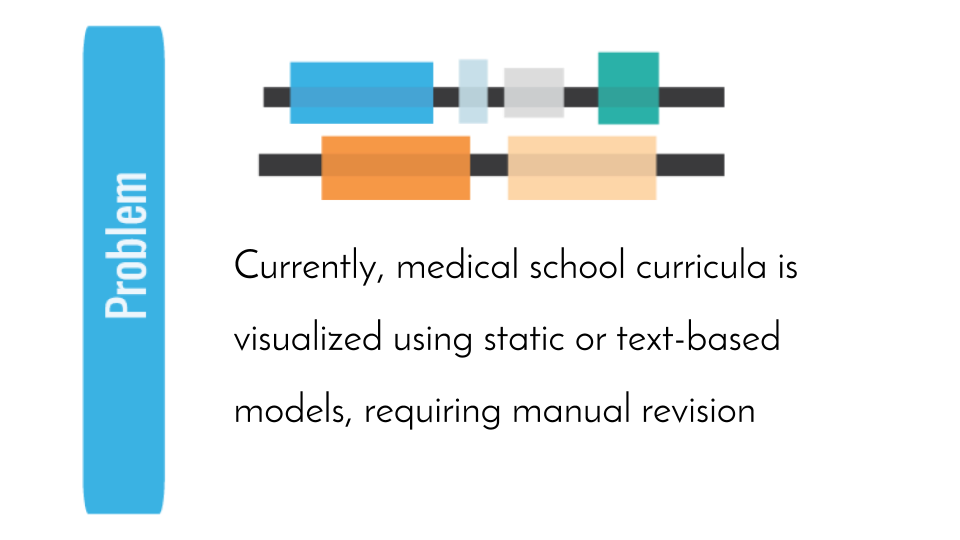 Problem
Currently, medical school curricula is
visualized using static or text-based
models, requiring manual revision